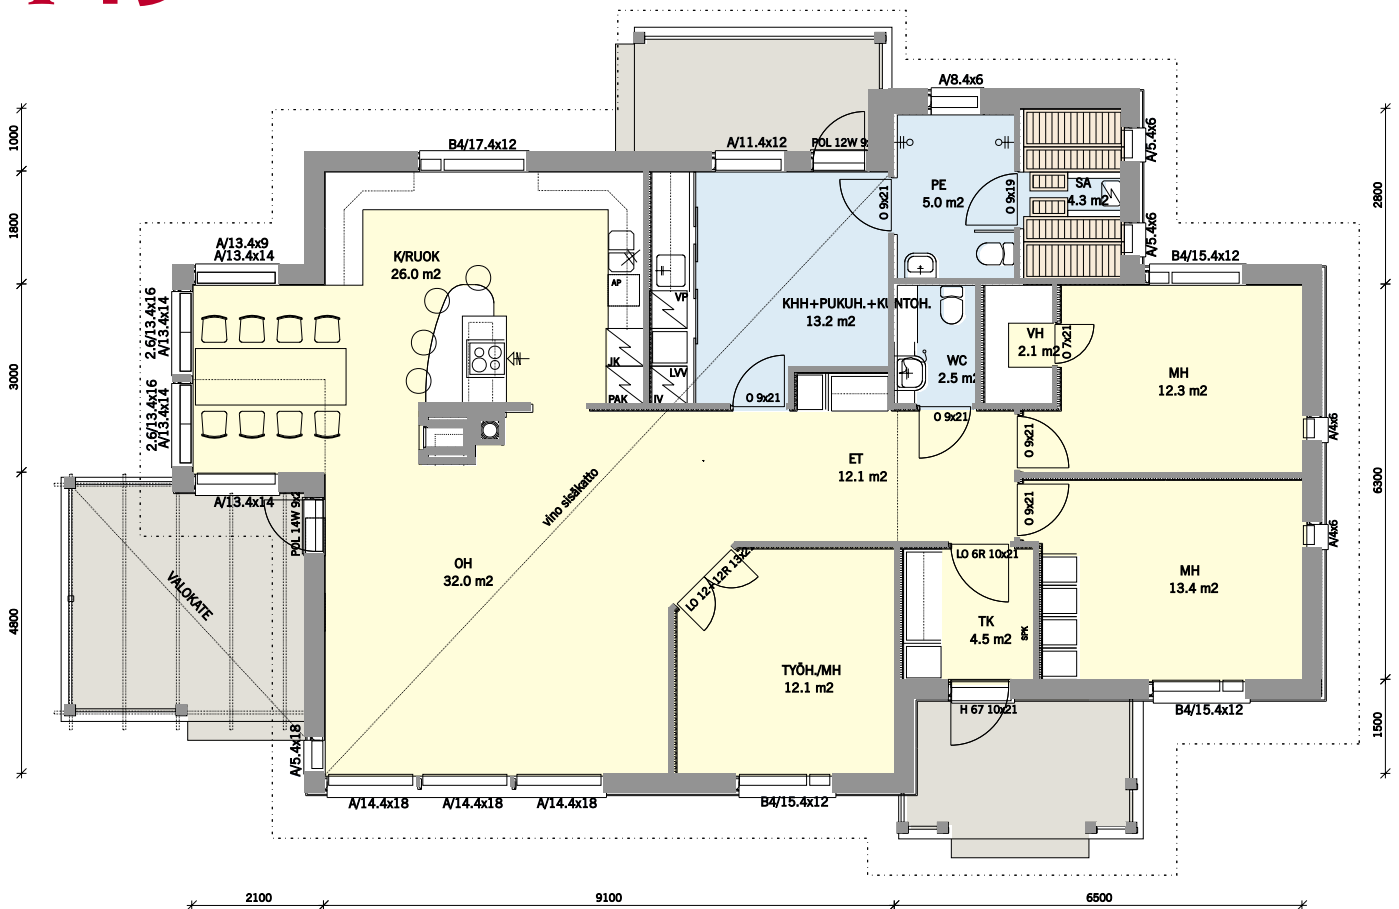 A/8.4x6
A/5.4x6
B4/17.4x12
A/11.4x12
POL 12W 9x
1000
1800
3000
4800
2800
6300
1500
PE
5.0 m2
O 9x21
O 9x19
SA
4.3 m2
A/5.4x6
B4/15.4x12
A/13.4x9
A/13.4x14
K/RUOK
26.0 m2
AP
VP
KHH+PUKUH.+KUNTOH.
13.2 m2
2.6/13.4x16
A/13.4x14
2.6/13.4x16
A/13.4x14
JK
PAK
LVV
IV
O 9x21
WC
2.5 m2
VH
2.1 m2
O 7x21
MH
12.3 m2
O 9x21
O 9x21
A/4x6
A/13.4x14
POL 14W 9x
vino sisäkatto
ET
12.1 m2
O 9x21
A/4x6
VALOKATE
OH
32.0 m2
LO 12+12R 13x21
LO 6R 10x21
TK
4.5 m2
SPK
MH
13.4 m2
TYÖH./MH
12.1 m2
H 67 10x21
B4/15.4x12
A/5.4x18
A/14.4x18
A/14.4x18
A/14.4x18
B4/15.4x12
2100
9100
6500